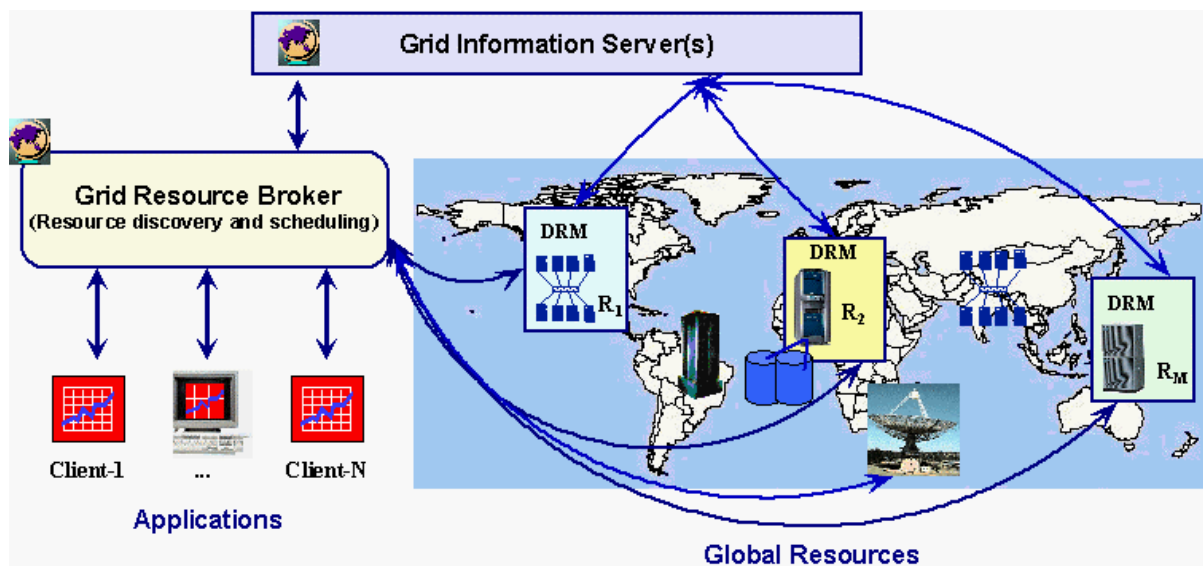 Grid Information Server(s)
Grid Resource Broker
(Resource discovery and scheduling)
DRM
R1
DRM
R2
DRM
RM
Client-1
...
Client-N
Applications
Global Resources